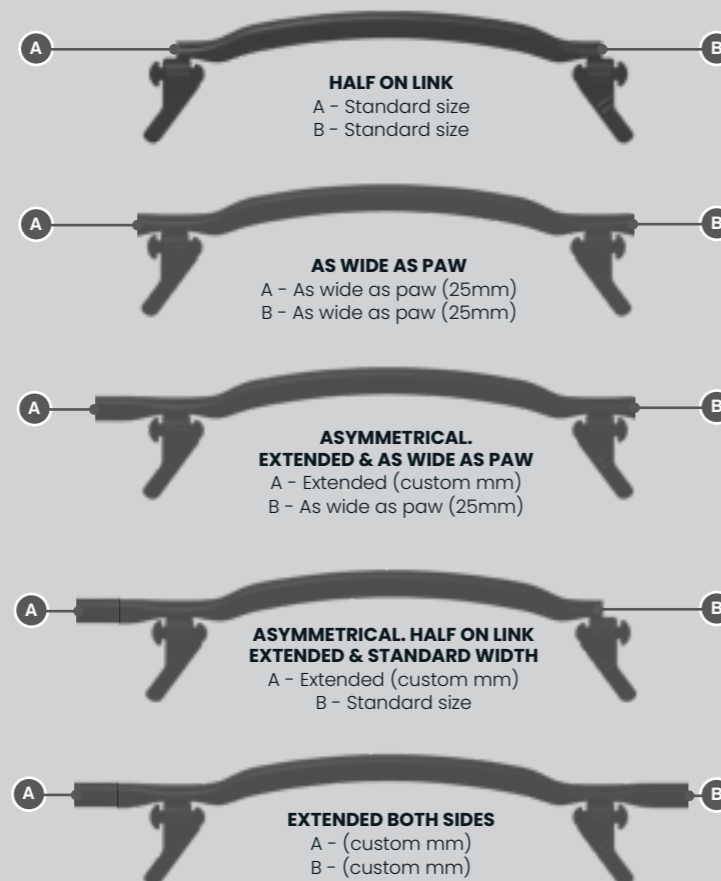 A
B
HALF ON LINK
A - Standard size
B - Standard size
A
B
AS WIDE AS PAW
A - As wide as paw (25mm)
B - As wide as paw (25mm)
A
B
ASYMMETRICAL.
EXTENDED & AS WIDE AS PAW
A - Extended (custom mm)
B - As wide as paw (25mm)
A
B
ASYMMETRICAL. HALF ON LINK
EXTENDED & STANDARD WIDTH
A - Extended (custom mm)
B - Standard size
A
B
EXTENDED BOTH SIDES
A - (custom mm)
B - (custom mm)